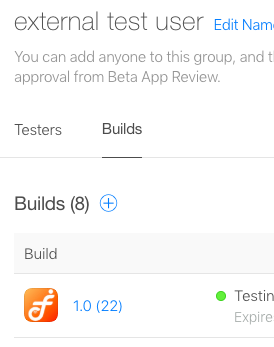 external test user Edit Nam
You can add anyone to this group, and t
approval from Beta App Review.
Testers Builds
Builds (8)
Build
1.0 (22) Testin
Expire